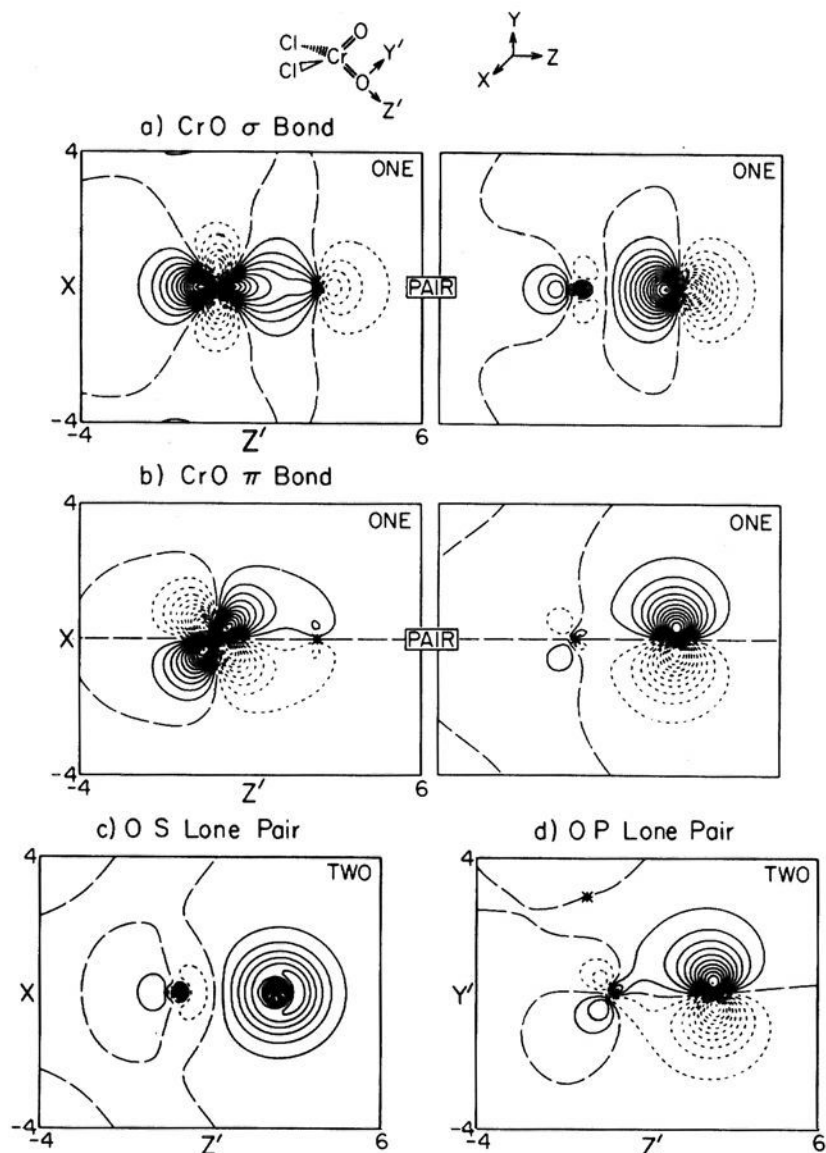 Cl
Cl
Cr
O
O
Y'
Z'
Y
Z
X
a) CrO σ Bond
4
ONE
ONE
X
PAIR
-4
-4
Z'
6
b) CrO π Bond
4
ONE
ONE
X
PAIR
-4
-4
Z'
6
c) O S Lone Pair
d) O P Lone Pair
4
TWO
4
TWO
X
Y'
-4
-4
Z'
6
-4
-4
Z'
6